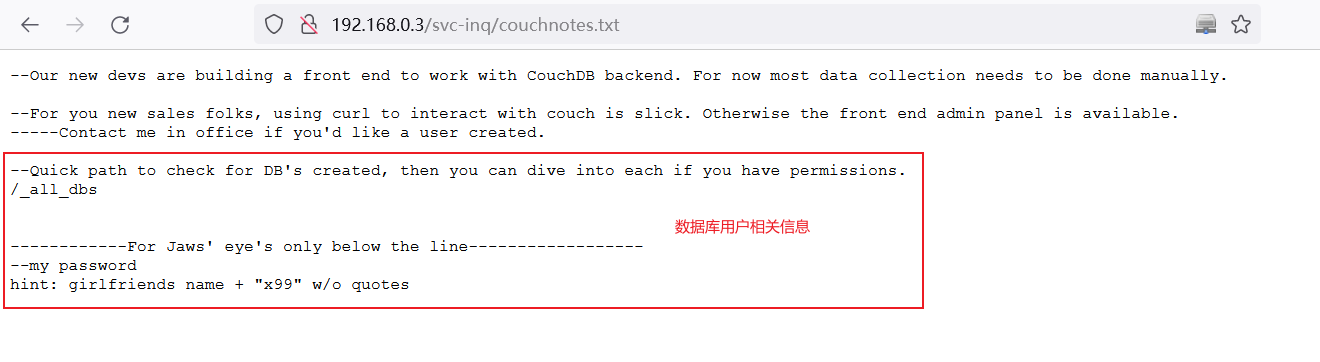 192.168.0.3/svc-inq/couchnotes.txt
--Our new devs are building a front end to work with CouchDB backend. For now most data collection needs to be done manually.
--For you new sales folks, using curl to interact with couch is slick. Otherwise the front end admin panel is available.
-----Contact me in office if you'd like a user created.
--Quick path to check for DB's created, then you can dive into each if you have permissions.
/_all_dbs
数据库用户相关信息
------------For Jaws' eye's only below the line------------------
--my password
hint: girlfriends name + "x99" w/o quotes